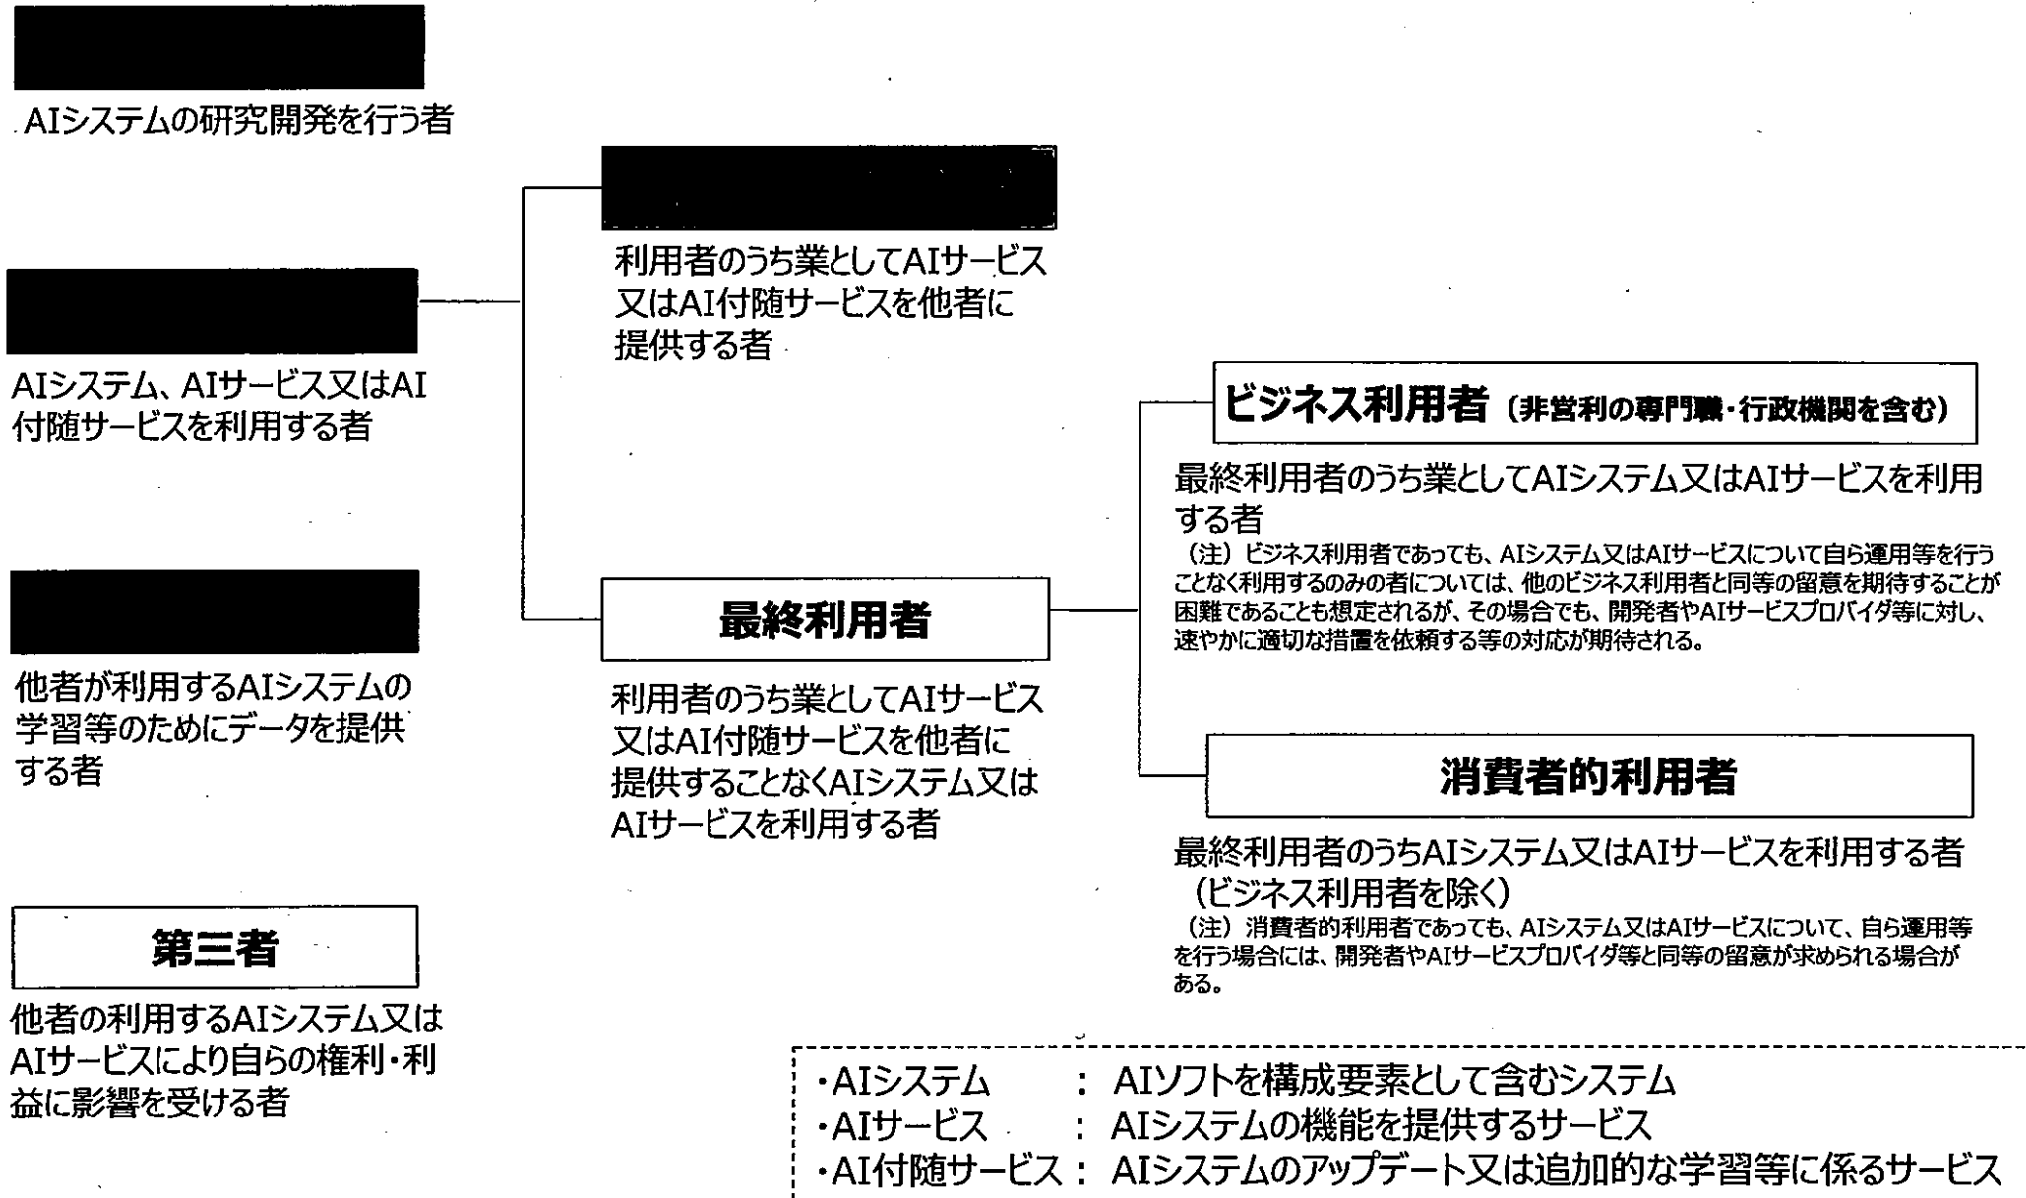 AIシステムの研究開発を行う者
利用者のうち業としてAIサービス
又はAI付随サービスを他者に
提供する者
AIシステム、AIサービス又はAI
付随サービスを利用する者
ビジネス利用者（非営利の専門職・行政機関を含む）
最終利用者のうち業としてAIシステム又はAIサービスを利用
する者
（注）ビジネス利用者であっても、AIシステム又はAIサービスについて自ら運用等を行う
ことなく利用するのみの者については、他のビジネス利用者と同等の留意を期待することが
困難であることも想定されるが、その場合でも、開発者やAIサービスプロバイダ等に対し、
速やかに適切な措置を依頼する等の対応が期待される。
最終利用者
他者が利用するAIシステムの
学習等のためにデータを提供
する者
利用者のうち業としてAIサービス
又はAI付随サービスを他者に
提供することなくAIシステム又は
AIサービスを利用する者
消費者的利用者
最終利用者のうちAIシステム又はAIサービスを利用する者
（ビジネス利用者を除く）
（注）消費者的利用者であっても、AIシステム又はAIサービスについて、自ら運用等
を行う場合には、開発者やAIサービスプロバイダ等と同等の留意が求められる場合が
ある。
第三者
他者の利用するAIシステム又は
AIサービスにより自らの権利・利
益に影響を受ける者
・AIシステム ： AIソフトを構成要素として含むシステム
・AIサービス ： AIシステムの機能を提供するサービス
・AI付随サービス： AIシステムのアップデート又は追加的な学習等に係るサービス